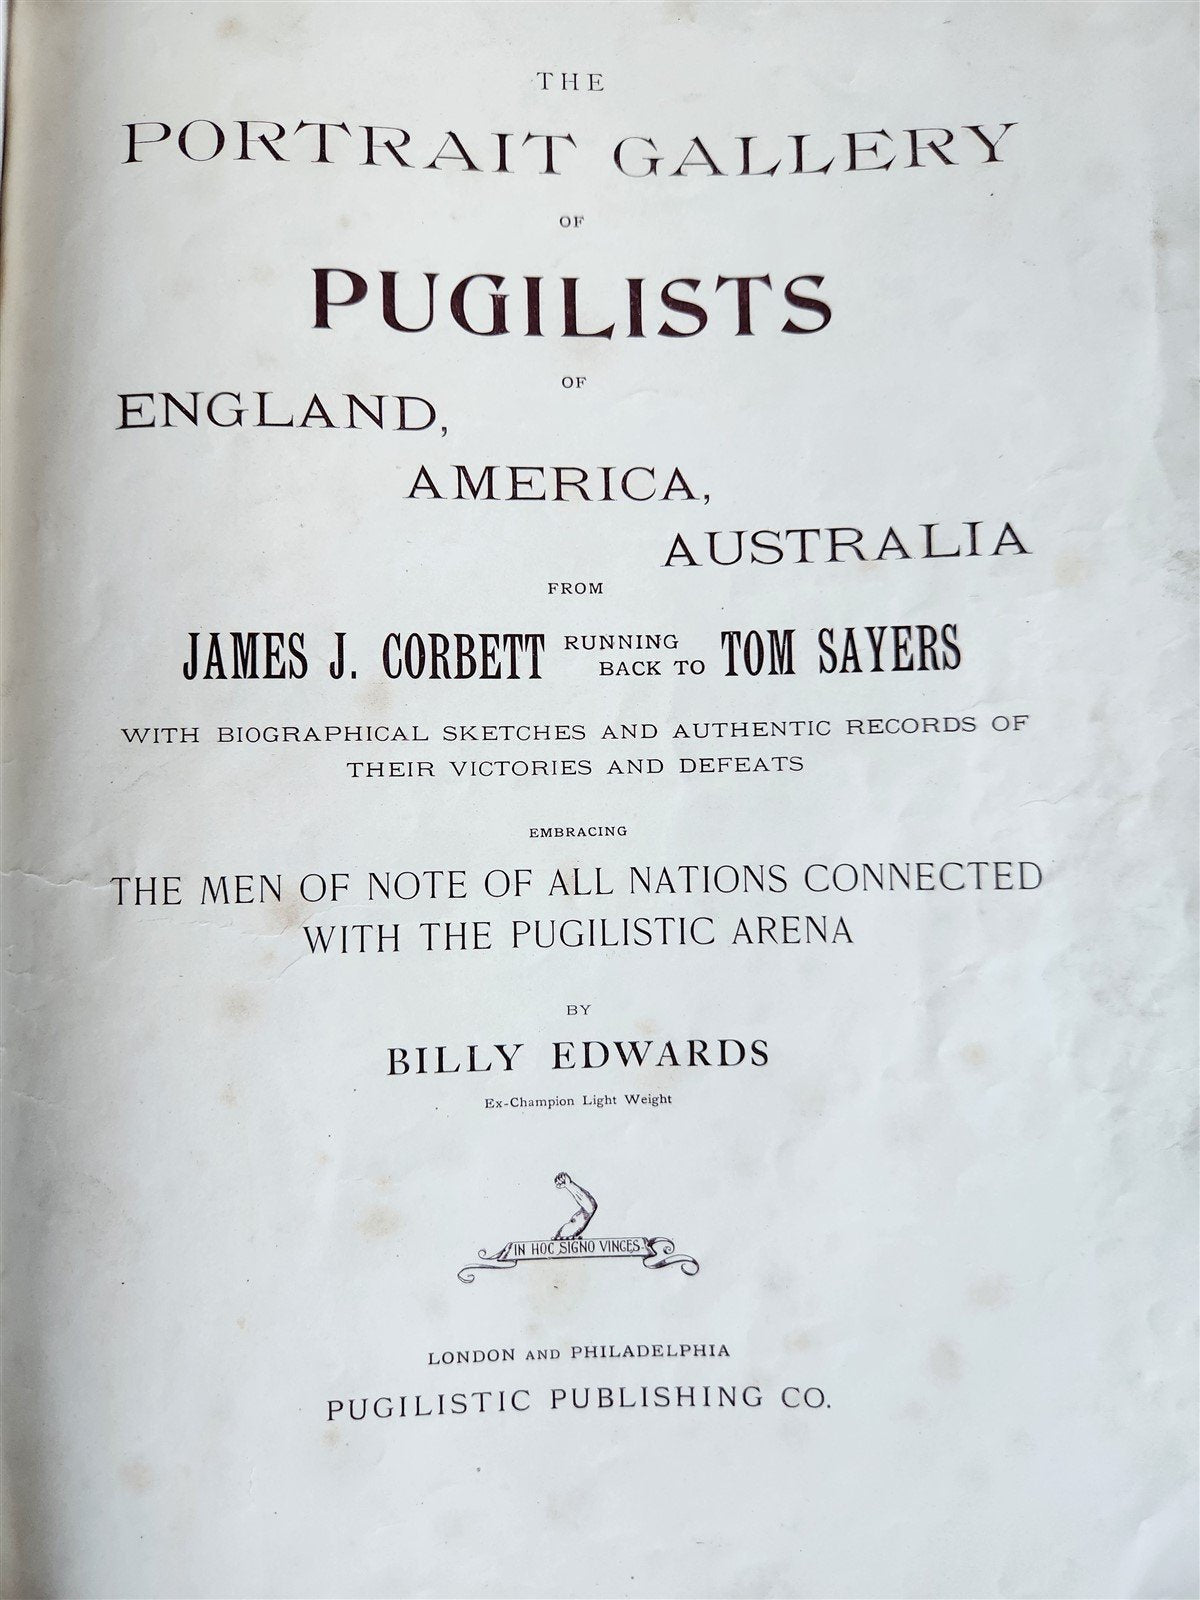 THE
PORTRAIT GALLERY
OF
PUGILISTS
OF
ENGLAND,
AMERICA,
AUSTRALIA
FROM
JAMES J. CORBETT RUNNING BACK TO TOM SAYERS
WITH BIOGRAPHICAL SKETCHES AND AUTHENTIC RECORDS OF
THEIR VICTORIES AND DEFEATS
EMBRACING
THE MEN OF NOTE OF ALL NATIONS CONNECTED
WITH THE PUGILISTIC ARENA
BY
BILLY EDWARDS
Ex-Champion Light Weight
IN HOC SIGNO VINCES
LONDON AND PHILADELPHIA
PUGILISTIC PUBLISHING CO.